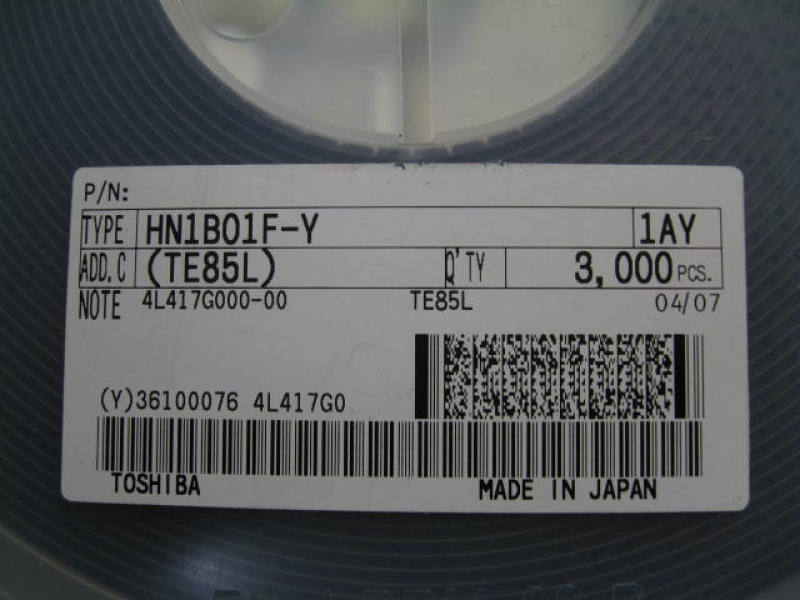 P/N:
TYPE HN1B01F-Y 1AY
ADD.C (TE85L) Q'TY 3,000 PCS.
NOTE 4L417G000-00 TE85L 04/07
(Y)36100076 4L417G0
TOSHIBA MADE IN JAPAN